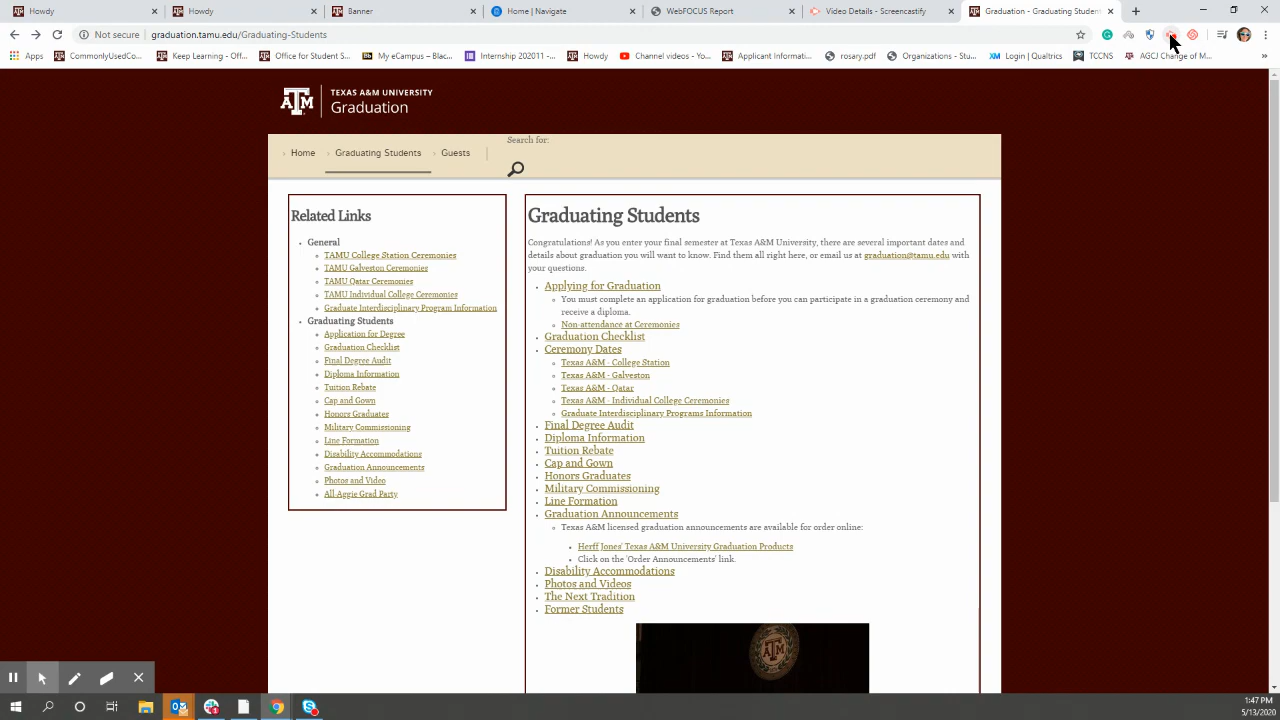 Howdy
Howdy
DegreeWorks
WebFOCUS Report
Organizations
Video Details - Screencastif
TAMU - Graduation
Not secure graduation.tamu.edu/Graduating-Students
Apps CommonlyUsedCo... Keep Learning - Off... Office for Student S... My eCampus – Blac... Internship 202011 -... Howdy Channel videos - Yo... Applicant Informati... rosary.pdf Organizations - Stu... Login | Qualtrics TCCNS AGCJ Change of M... »
TEXAS A&M UNIVERSITY
Graduation
Home Graduating Students Guests
Search for:
Related Links
General
TAMU College Station Ceremonies
TAMU Galveston Ceremonies
TAMU Qatar Ceremonies
TAMU Individual College Ceremonies
Graduate Interdisciplinary Program Information
Graduating Students
Application for Degree
Graduation Checklist
Final Degree Audit
Diploma Information
Tuition Rebate
Cap and Gown
Honors Graduates
Military Commissioning
Line Formation
Disability Accommodations
Graduation Announcements
Photos and Video
All-Aggie Grad Party
Graduating Students
Congratulations! As you enter your final semester at Texas A&M University, there are several important dates and
details about graduation you will want to know. Find them all right here, or email us at graduation@tamu.edu with
your questions.
Applying for Graduation
You must complete an application for graduation before you can participate in a graduation ceremony and
receive a diploma.
Non-attendance at Ceremonies
Graduation Checklist
Ceremony Dates
Texas A&M - College Station
Texas A&M - Galveston
Texas A&M - Qatar
Texas A&M - Individual College Ceremonies
Graduate Interdisciplinary Programs Information
Final Degree Audit
Diploma Information
Tuition Rebate
Cap and Gown
Honors Graduates
Military Commissioning
Line Formation
Graduation Announcements
Texas A&M licensed graduation announcements are available for order online:
Herff Jones' Texas A&M University Graduation Products
Click on the 'Order Announcements' link.
Disability Accommodations
Photos and Videos
The Next Tradition
Former Students
1:47 PM
5/13/2020